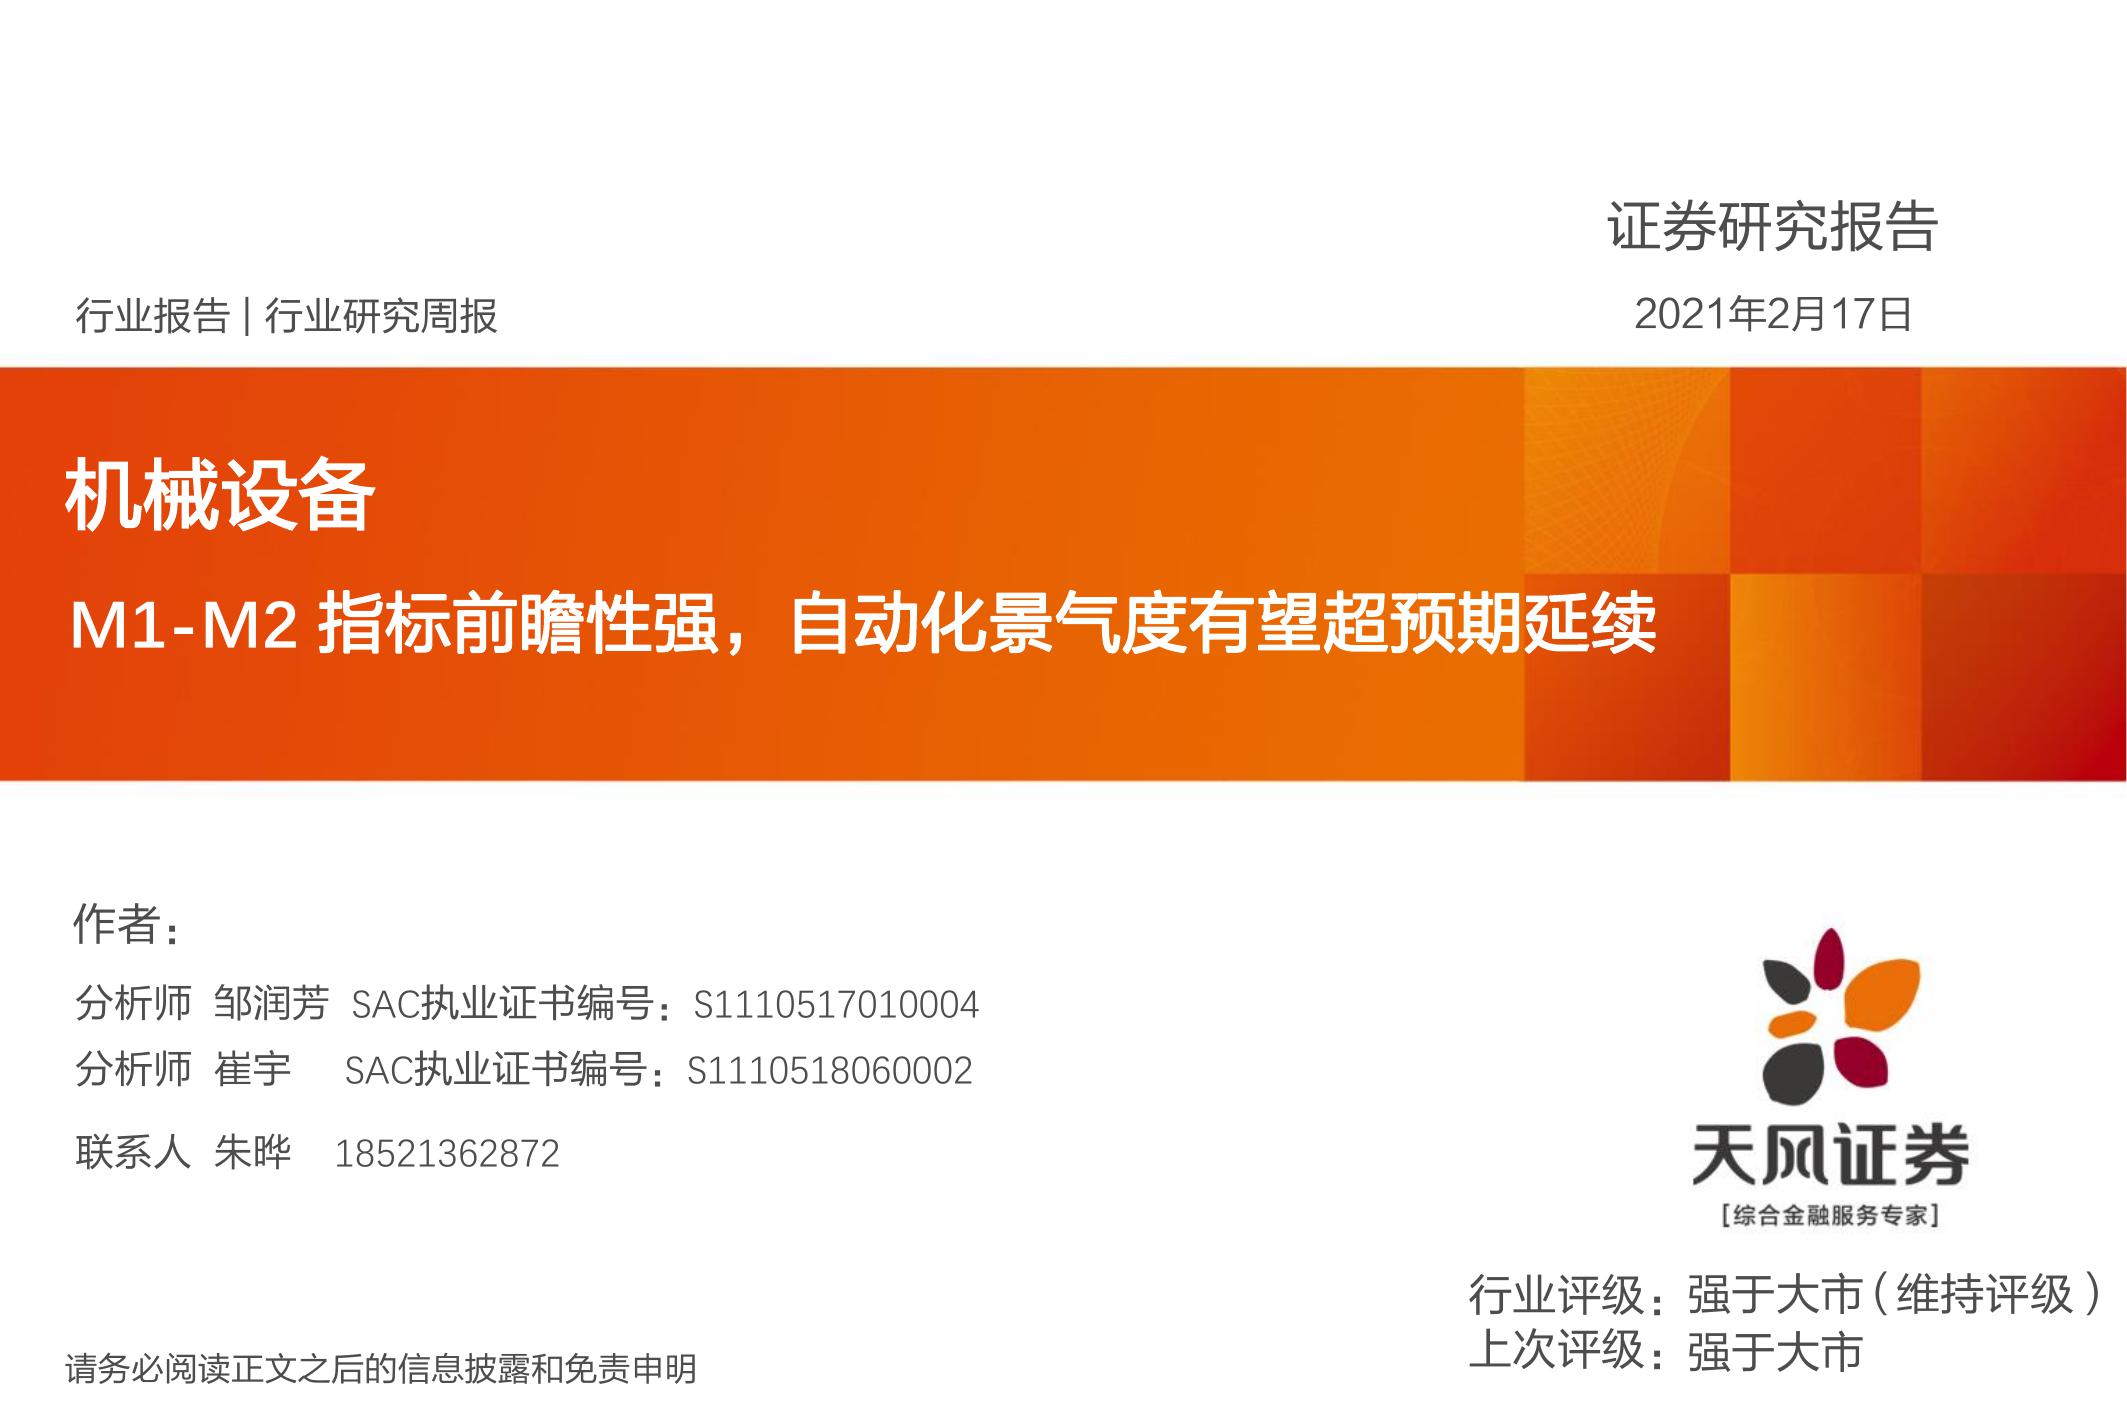 证券研究报告
行业报告 | 行业研究周报
2021年2月17日
机械设备
M1-M2 指标前瞻性强，自动化景气度有望超预期延续
作者：
分析师 邹润芳 SAC执业证书编号：S1110517010004
分析师 崔宇 SAC执业证书编号：S1110518060002
联系人 朱晔 18521362872
天风证券
[综合金融服务专家]
行业评级：强于大市（维持评级）
上次评级：强于大市
请务必阅读正文之后的信息披露和免责申明